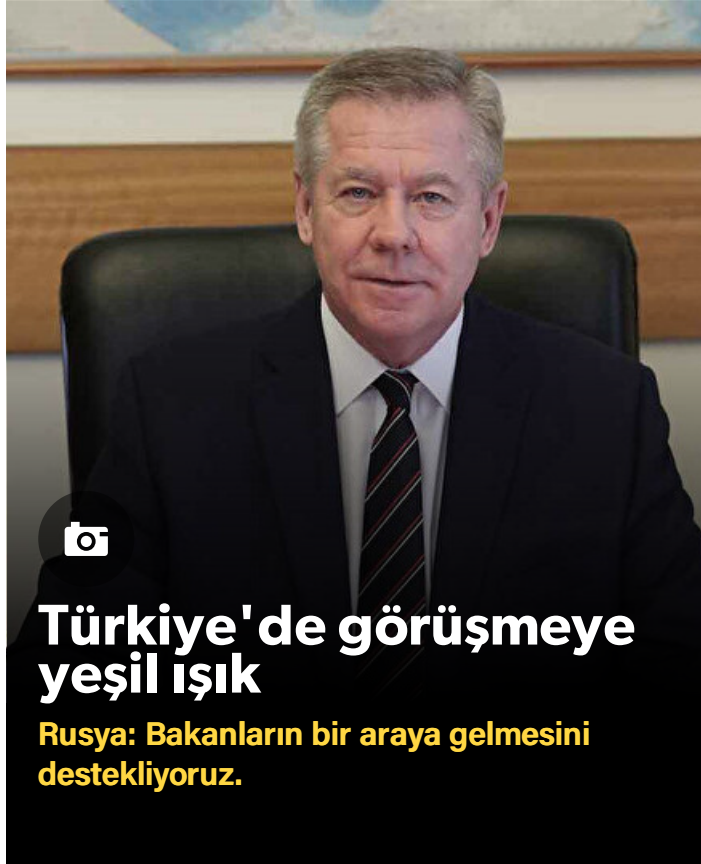 Türkiye'de görüşmeye
yeşil ışık
Rusya: Bakanların bir araya gelmesini
destekliyoruz.